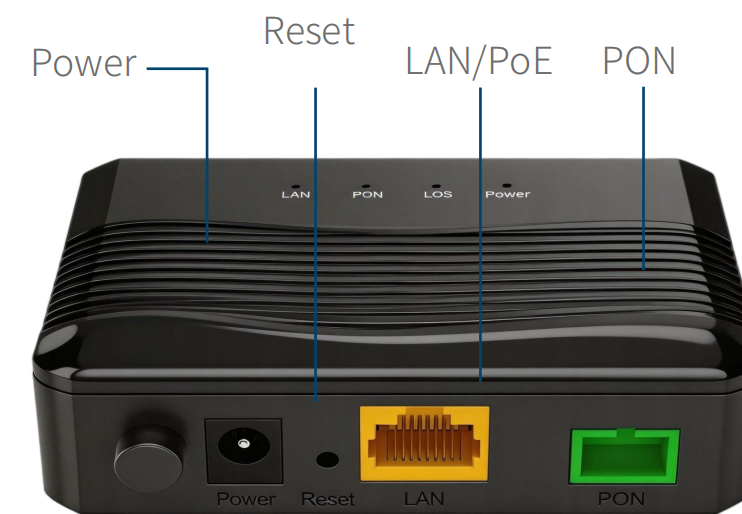 Reset
Power
LAN/PoE
PON
LAN
PON
LOS
Power
Power
Reset
LAN
PON